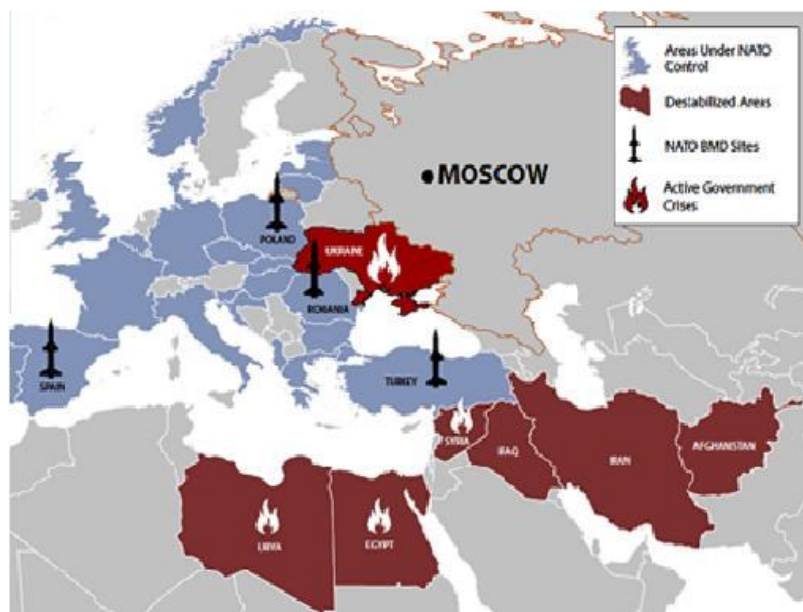 Areas Under NATO
Control
Destabilized Areas
NATO BMD Sites
Active Government
Crises
MOSCOW
POLAND
UKRAINE
ROMANIA
SPAIN
TURKEY
SYRIA
IRAQ
IRAN
AFGHANISTAN
LIBYA
EGYPT